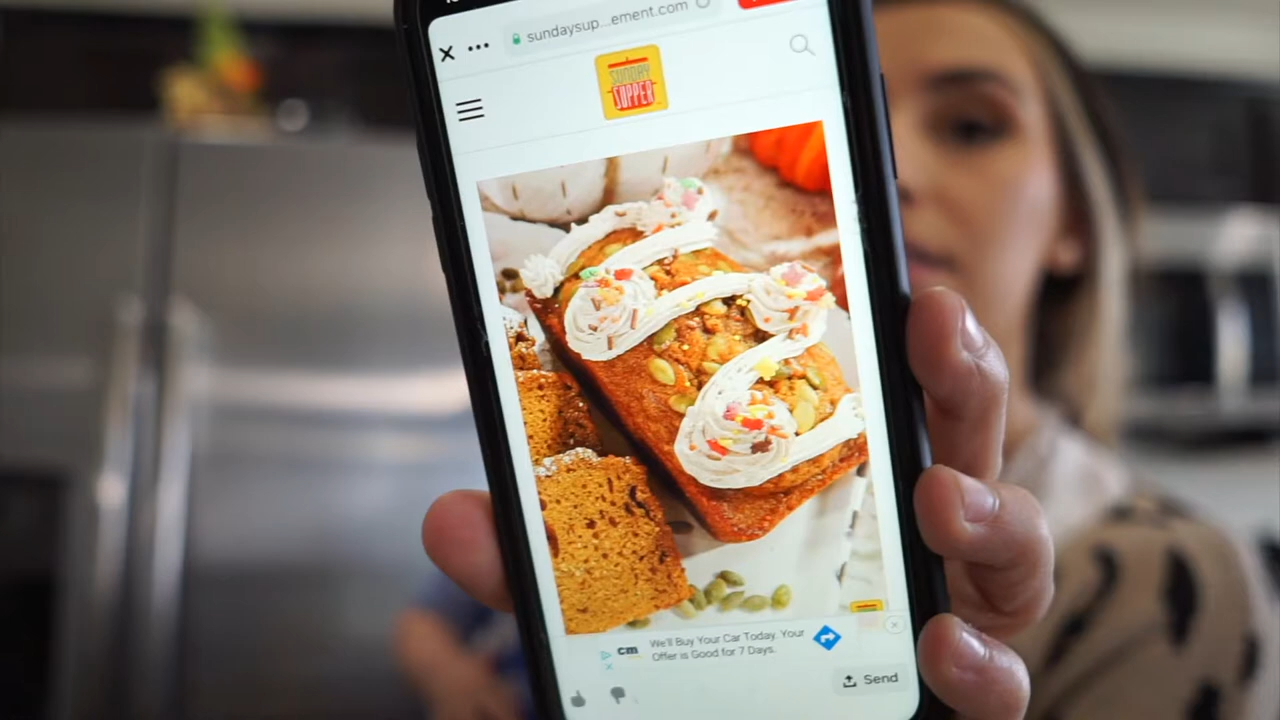 sundaysup...ement.com
SUNDAY
SUPPER
cm
We'll Buy Your Car Today. Your
Offer is Good for 7 Days.
Send